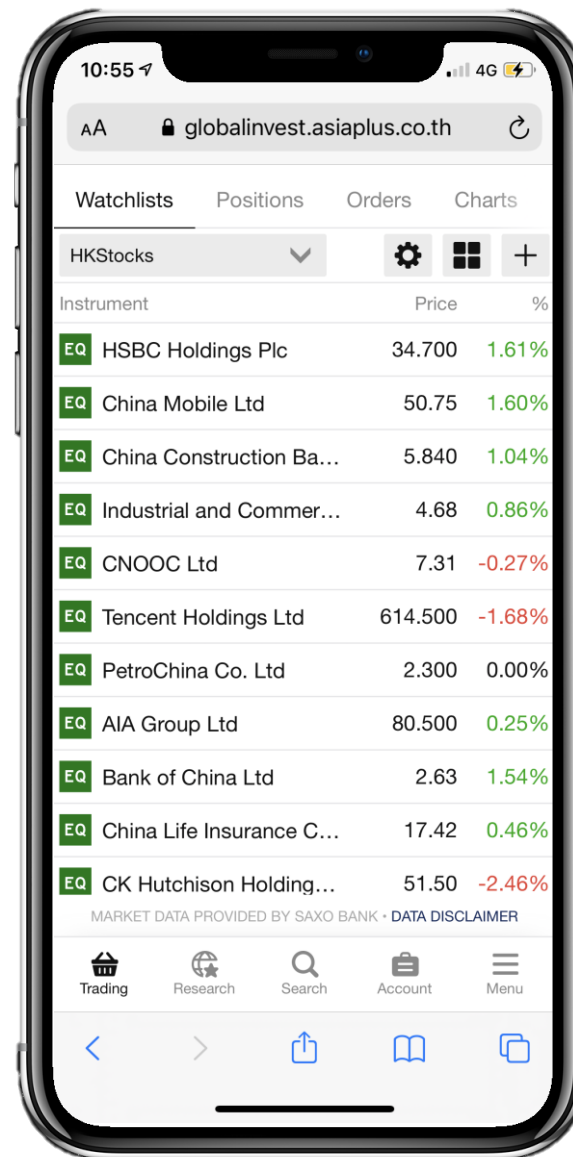 10:55 4G
AA globalinvest.asiaplus.co.th
Watchlists Positions Orders Charts
HKStocks
Instrument Price %
EQ HSBC Holdings Plc 34.700 1.61%
EQ China Mobile Ltd 50.75 1.60%
EQ China Construction Ba... 5.840 1.04%
EQ Industrial and Commer... 4.68 0.86%
EQ CNOOC Ltd 7.31 -0.27%
EQ Tencent Holdings Ltd 614.500 -1.68%
EQ PetroChina Co. Ltd 2.300 0.00%
EQ AIA Group Ltd 80.500 0.25%
EQ Bank of China Ltd 2.63 1.54%
EQ China Life Insurance C... 17.42 0.46%
EQ CK Hutchison Holding... 51.50 -2.46%
MARKET DATA PROVIDED BY SAXO BANK • DATA DISCLAIMER
Trading Research Search Account Menu